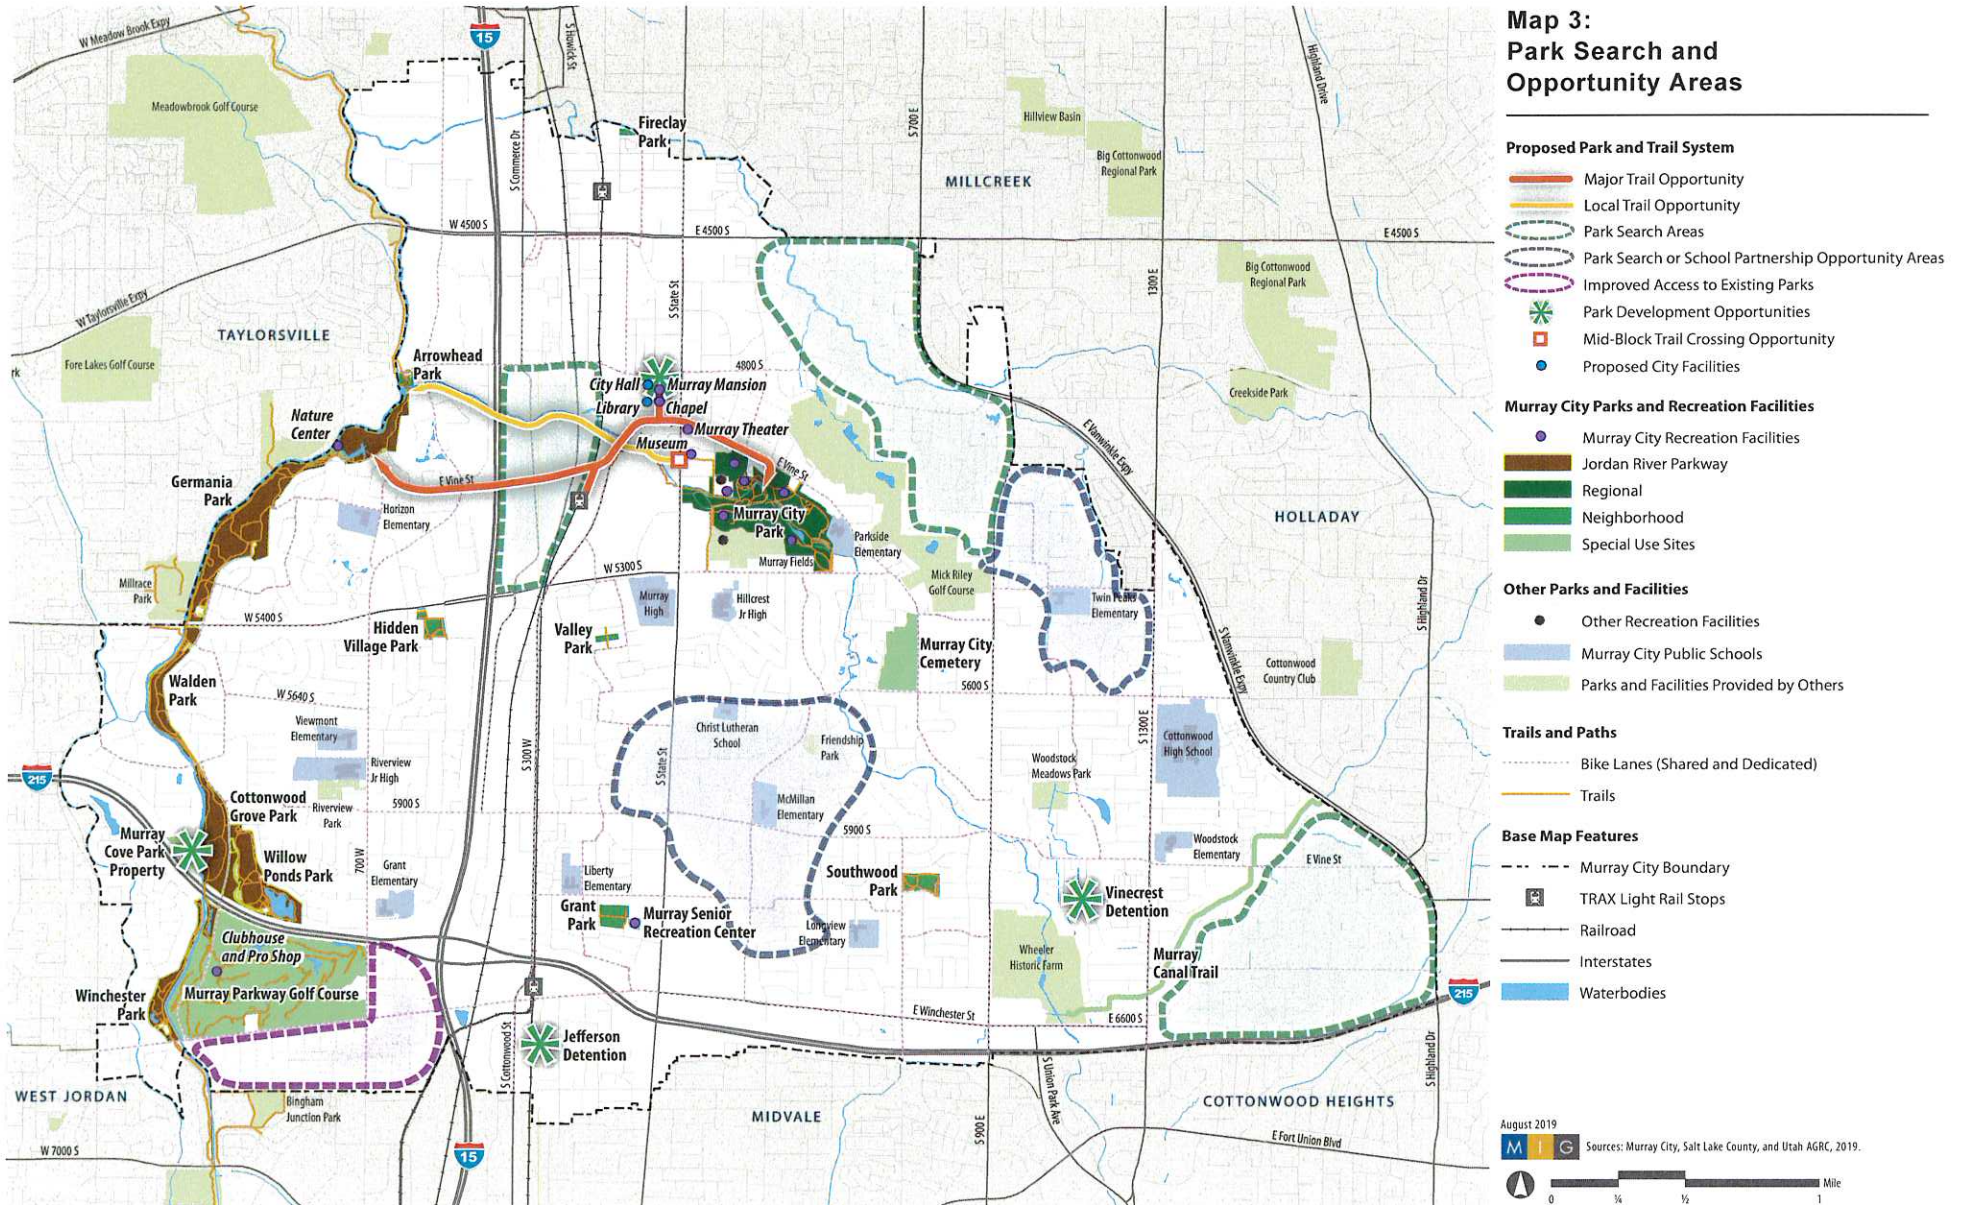 Map 3:
Park Search and
Opportunity Areas
Proposed Park and Trail System
Major Trail Opportunity
Local Trail Opportunity
Park Search Areas
Park Search or School Partnership Opportunity Areas
Improved Access to Existing Parks
Park Development Opportunities
Mid-Block Trail Crossing Opportunity
Proposed City Facilities
Murray City Parks and Recreation Facilities
Murray City Recreation Facilities
Jordan River Parkway
Regional
Neighborhood
Special Use Sites
Other Parks and Facilities
Other Recreation Facilities
Murray City Public Schools
Parks and Facilities Provided by Others
Trails and Paths
Bike Lanes (Shared and Dedicated)
Trails
Base Map Features
Murray City Boundary
TRAX Light Rail Stops
Railroad
Interstates
Waterbodies
August 2019
M I G
Sources: Murray City, Salt Lake County, and Utah AGRC, 2019.
0 ¼ ½ 1 Mile
W Meadow Brook Expy
15
S Howick St
Highland Drive
Meadowbrook Golf Course
S Commerce Dr
Fireclay
Park
S 700 E
Hillview Basin
Big Cottonwood
Regional Park
MILLCREEK
W 4500 S
E 4500 S
E 4500 S
Big Cottonwood
Regional Park
1300 E
S State St
W Taylorsville Expy
TAYLORSVILLE
rk
Fore Lakes Golf Course
Arrowhead
Park
City Hall
Murray Mansion
4800 S
Library
Chapel
Creekside Park
Nature
Center
Murray Theater
Museum
E Vine St
E Vanwinkle Expy
Germania
Park
E Vine St
Horizon
Elementary
Murray City
Park
Parkside
Elementary
HOLLADAY
Murray Fields
W 5300 S
Millrace
Park
Murray
High
Hillcrest
Jr High
Mick Riley
Golf Course
Twin Peaks
Elementary
S Highland Dr
W 5400 S
Hidden
Village Park
Valley
Park
Murray City
Cemetery
S Vanwinkle Expy
Cottonwood
Country Club
Walden
Park
W 5640 S
5600 S
Viewmont
Elementary
Christ Lutheran
School
Friendship
Park
S 1300 E
Cottonwood
High School
S 300 W
S State St
215
Riverview
Jr High
Woodstock
Meadows Park
Cottonwood
Grove Park
Riverview
Park
5900 S
McMillan
Elementary
5900 S
Murray
Cove Park
Property
Willow
Ponds Park
700 W
Grant
Elementary
Woodstock
Elementary
E Vine St
Liberty
Elementary
Southwood
Park
Vinecrest
Detention
Grant
Park
Murray Senior
Recreation Center
Longview
Elementary
Clubhouse
and Pro Shop
Wheeler
Historic Farm
Murray
Canal Trail
Winchester
Park
Murray Parkway Golf Course
215
E Winchester St
E 6600 S
Jefferson
Detention
S Cottonwood St
S Union Park Ave
S Highland Dr
WEST JORDAN
Bingham
Junction Park
MIDVALE
S 900 E
COTTONWOOD HEIGHTS
E Fort Union Blvd
W 7000 S
15